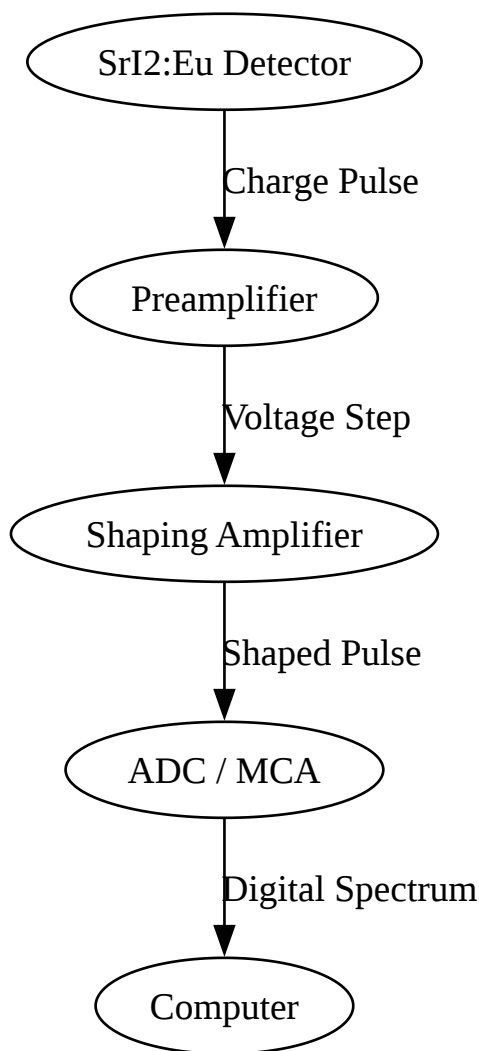 SrI2:Eu Detector
Charge Pulse
Preamplifier
Voltage Step
Shaping Amplifier
Shaped Pulse
ADC / MCA
Digital Spectrum
Computer